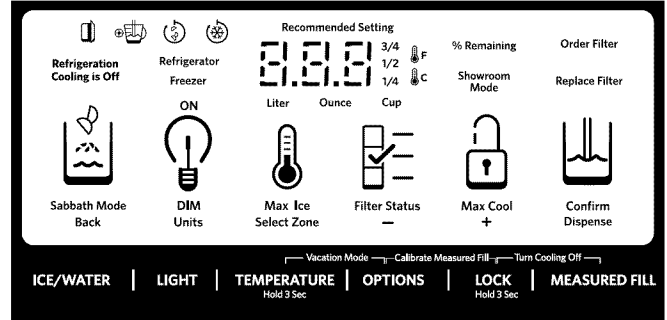 Recommended Setting
Refrigeration
Cooling is Off
Refrigerator
Freezer
8.8.8
3/4
1/2
1/4
F
C
% Remaining
Showroom
Mode
Order Filter
Replace Filter
Liter Ounce Cup
ON
Sabbath Mode
Back
DIM
Units
Max Ice
Select Zone
Filter Status
–
Max Cool
+
Confirm
Dispense
Vacation Mode Calibrate Measured Fill Turn Cooling Off
ICE/WATER | LIGHT | TEMPERATURE | OPTIONS | LOCK | MEASURED FILL
Hold 3 Sec Hold 3 Sec